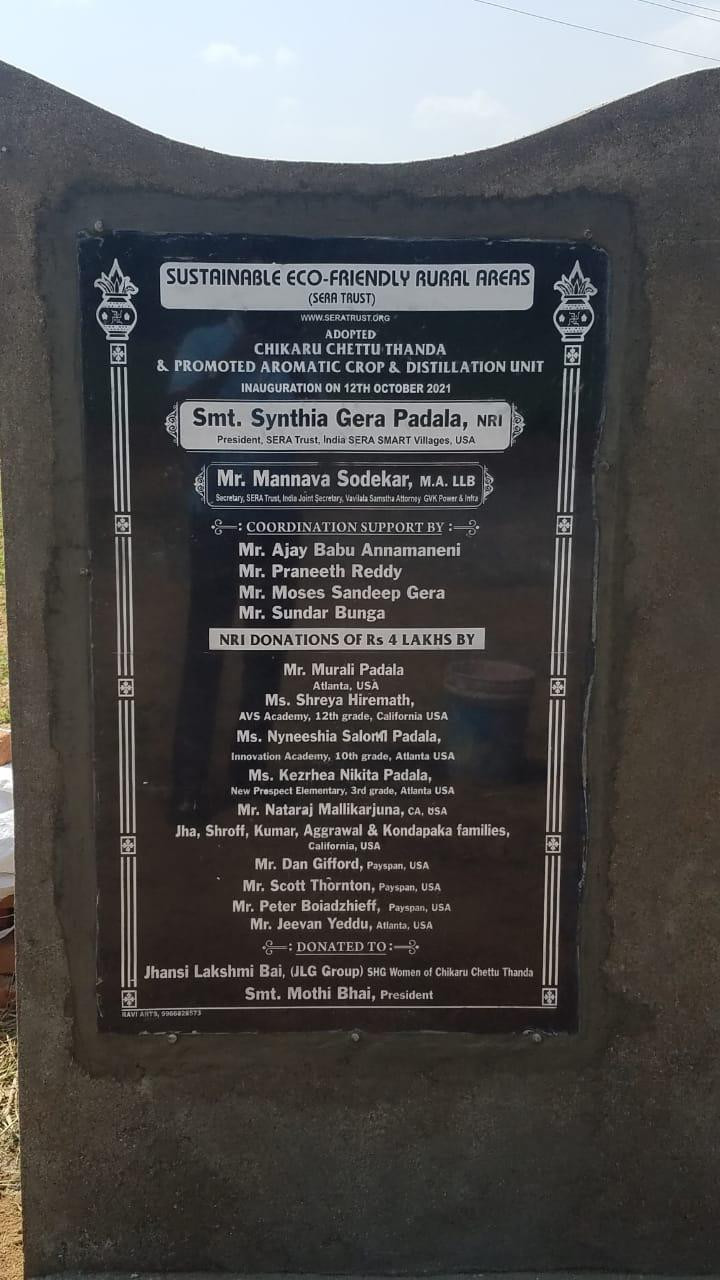 SUSTAINABLE ECO-FRIENDLY RURAL AREAS
(SERA TRUST)
WWW.SERATRUST.ORG
ADOPTED
CHIKARU CHETTU THANDA
& PROMOTED AROMATIC CROP & DISTILLATION UNIT
INAUGURATION ON 12TH OCTOBER 2021
Smt. Synthia Gera Padala, NRI
President, SERA Trust, India SERA SMART Villages, USA
Mr. Mannava Sodekar, M.A. LLB
Secretary, SERA Trust, India Joint Secretary, Vavilala Samstha Attorney GVK Power & Infra
: COORDINATION SUPPORT BY :
Mr. Ajay Babu Annamaneni
Mr. Praneeth Reddy
Mr. Moses Sandeep Gera
Mr. Sundar Bunga
NRI DONATIONS OF Rs 4 LAKHS BY
Mr. Murali Padala
Atlanta, USA
Ms. Shreya Hiremath,
AVS Academy, 12th grade, California USA
Ms. Nyneeshia Salomi Padala,
Innovation Academy, 10th grade, Atlanta USA
Ms. Kezrhea Nikita Padala,
New Prospect Elementary, 3rd grade, Atlanta USA
Mr. Nataraj Mallikarjuna, CA, USA
Jha, Shroff, Kumar, Aggrawal & Kondapaka families,
California, USA
Mr. Dan Gifford, Payspan, USA
Mr. Scott Thornton, Payspan, USA
Mr. Peter Boiadzhieff, Payspan, USA
Mr. Jeevan Yeddu, Atlanta, USA
: DONATED TO :
Jhansi Lakshmi Bai, (JLG Group) SHG Women of Chikaru Chettu Thanda
Smt. Mothi Bhai, President
RAVI ARTS, 9966828573